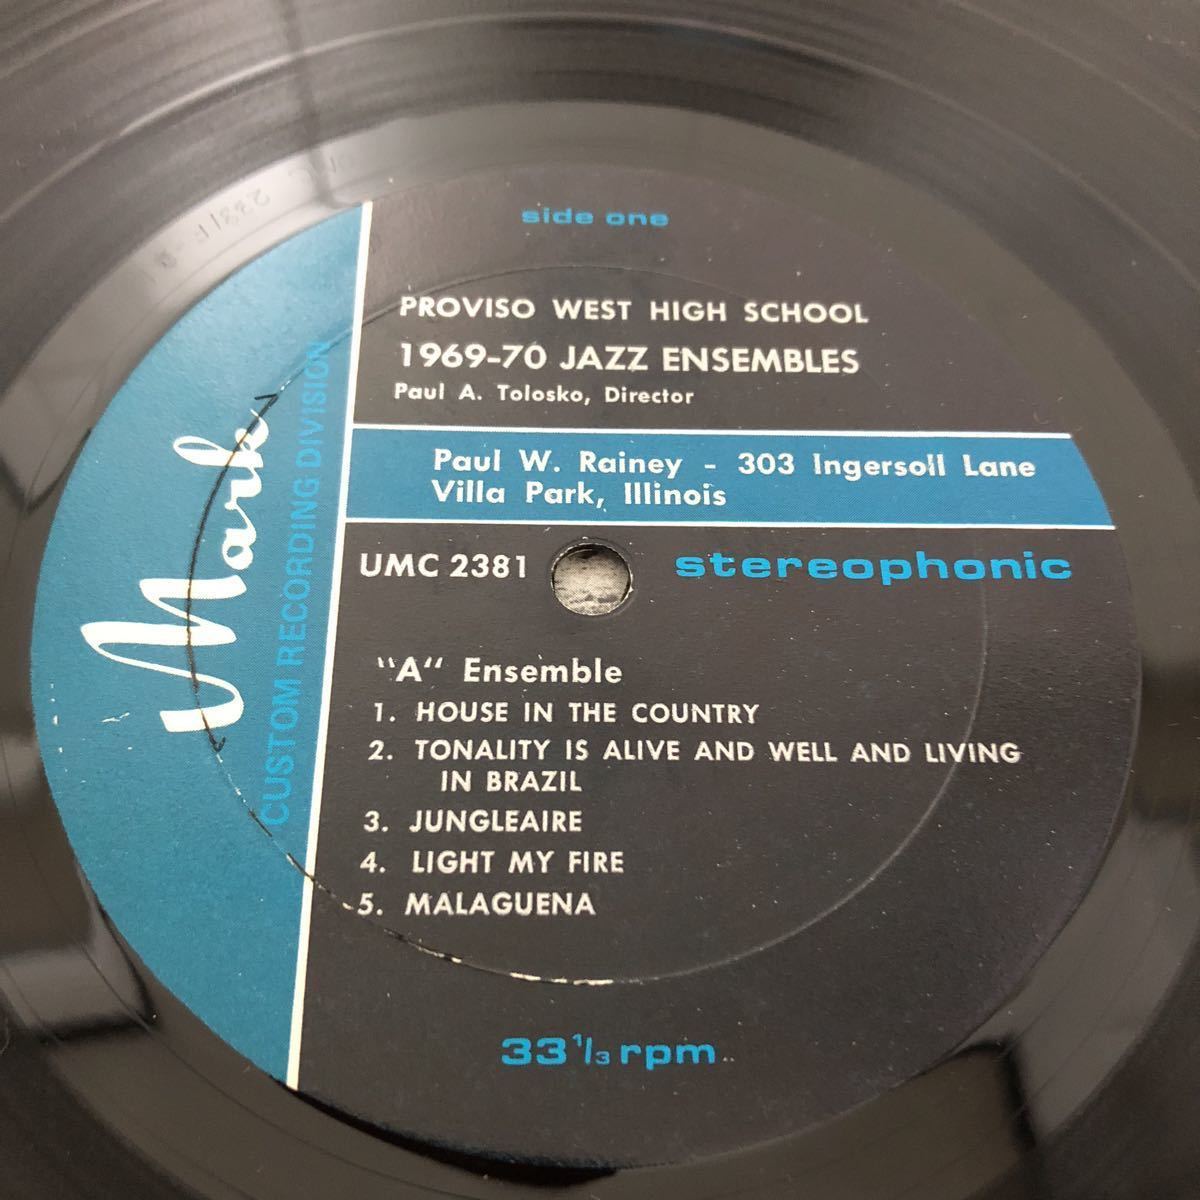 side one
PROVISO WEST HIGH SCHOOL
1969-70 JAZZ ENSEMBLES
Paul A. Tolosko, Director
Paul W. Rainey - 303 Ingersoll Lane
Villa Park, Illinois
UMC 2381
stereophonic
"A" Ensemble
1. HOUSE IN THE COUNTRY
2. TONALITY IS ALIVE AND WELL AND LIVING
IN BRAZIL
3. JUNGLEAIRE
4. LIGHT MY FIRE
5. MALAGUENA
33 1/3 rpm
Mark
CUSTOM RECORDING DIVISION